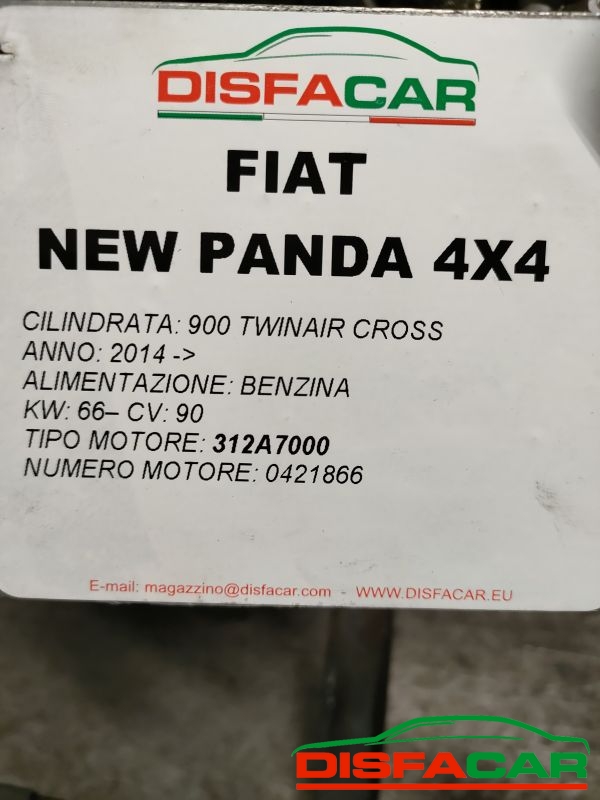 DISFACAR
FIAT
NEW PANDA 4X4
CILINDRATA: 900 TWINAIR CROSS
ANNO: 2014 ->
ALIMENTAZIONE: BENZINA
KW: 66– CV: 90
TIPO MOTORE: 312A7000
NUMERO MOTORE: 0421866
E-mail: magazzino@disfacar.com - WWW.DISFACAR.EU
DISFACAR